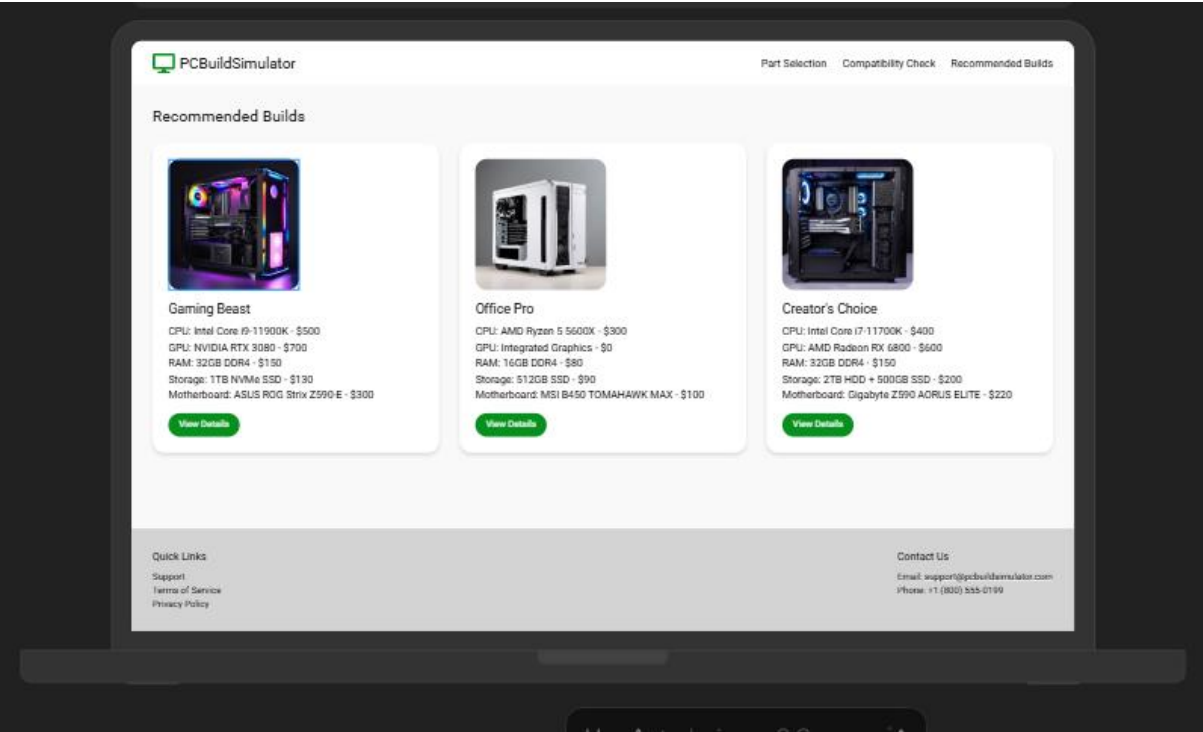 PCBuildSimulator
Part Selection Compatibility Check Recommended Builds
Recommended Builds
Gaming Beast
CPU: Intel Core i9-11900K - $500
GPU: NVIDIA RTX 3080 - $700
RAM: 32GB DDR4 - $150
Storage: 1TB NVMe SSD - $130
Motherboard: ASUS ROG Strix Z590-E - $300
View Details
Office Pro
CPU: AMD Ryzen 5 5600X - $300
GPU: Integrated Graphics - $0
RAM: 16GB DDR4 - $80
Storage: 512GB SSD - $90
Motherboard: MSI B450 TOMAHAWK MAX - $100
View Details
Creator's Choice
CPU: Intel Core i7-11700K - $400
GPU: AMD Radeon RX 6800 - $600
RAM: 32GB DDR4 - $150
Storage: 2TB HDD + 500GB SSD - $200
Motherboard: Gigabyte Z590 AORUS ELITE - $220
View Details
Quick Links
Support
Terms of Service
Privacy Policy
Contact Us
Email: support@pcbuildsimulator.com
Phone: +1 (800) 555-0199